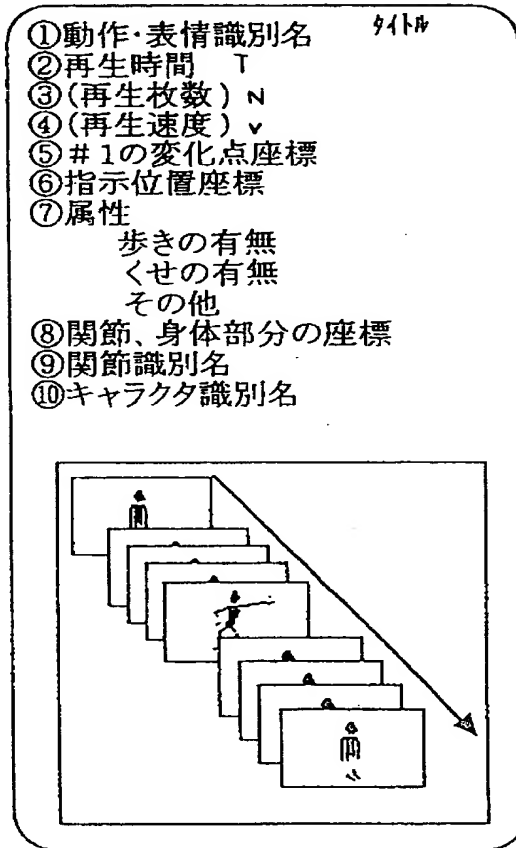 ①動作・表情識別名 タイトル
②再生時間 T
③(再生枚数) N
④(再生速度) v
⑤#1の変化点座標
⑥指示位置座標
⑦属性
歩きの有無
くせの有無
その他
⑧関節、身体部分の座標
⑨関節識別名
⑩キャラクタ識別名